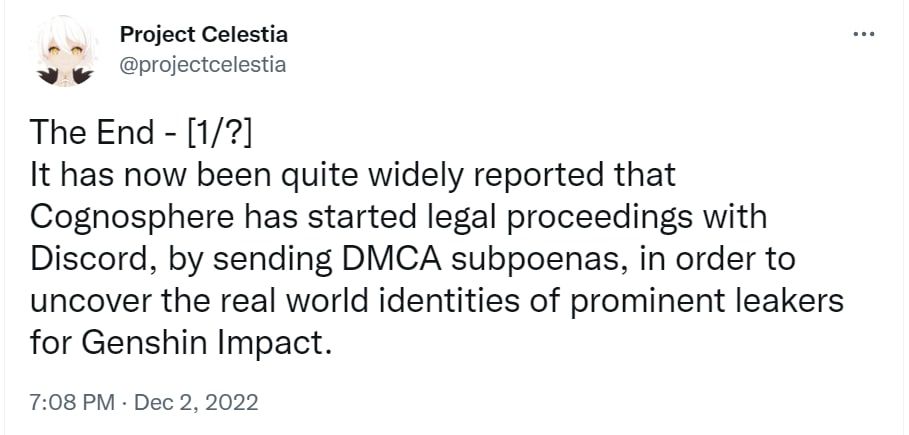 Project Celestia
@projectcelestia
The End - [1/?]
It has now been quite widely reported that
Cognosphere has started legal proceedings with
Discord, by sending DMCA subpoenas, in order to
uncover the real world identities of prominent leakers
for Genshin Impact.
7:08 PM · Dec 2, 2022